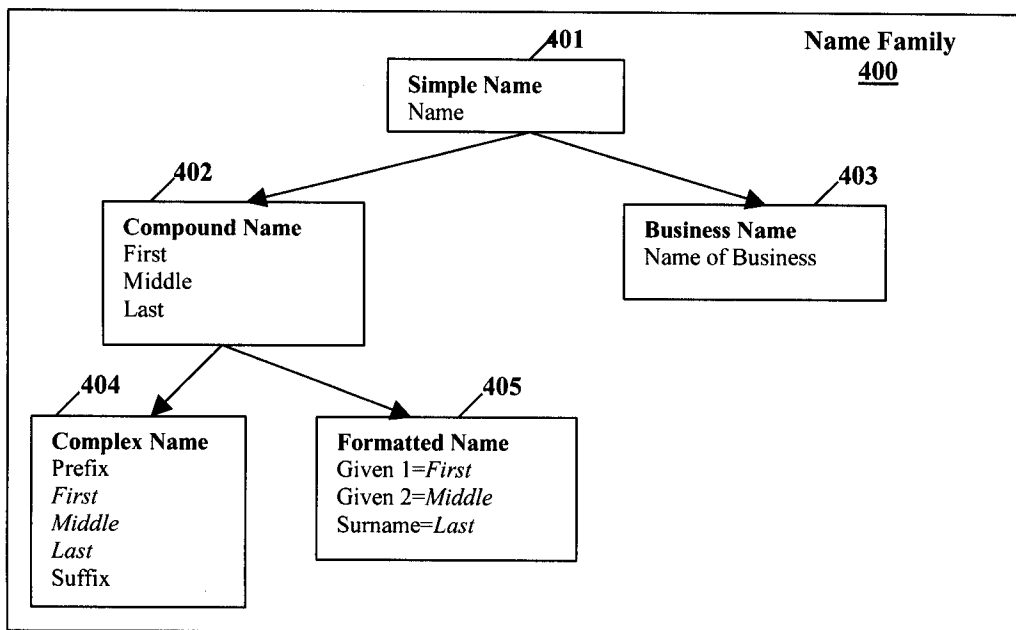 401
Name Family
400
Simple Name
Name
402
403
Compound Name
First
Middle
Last
Business Name
Name of Business
404
405
Complex Name
Prefix
First
Middle
Last
Suffix
Formatted Name
Given 1=First
Given 2=Middle
Surname=Last